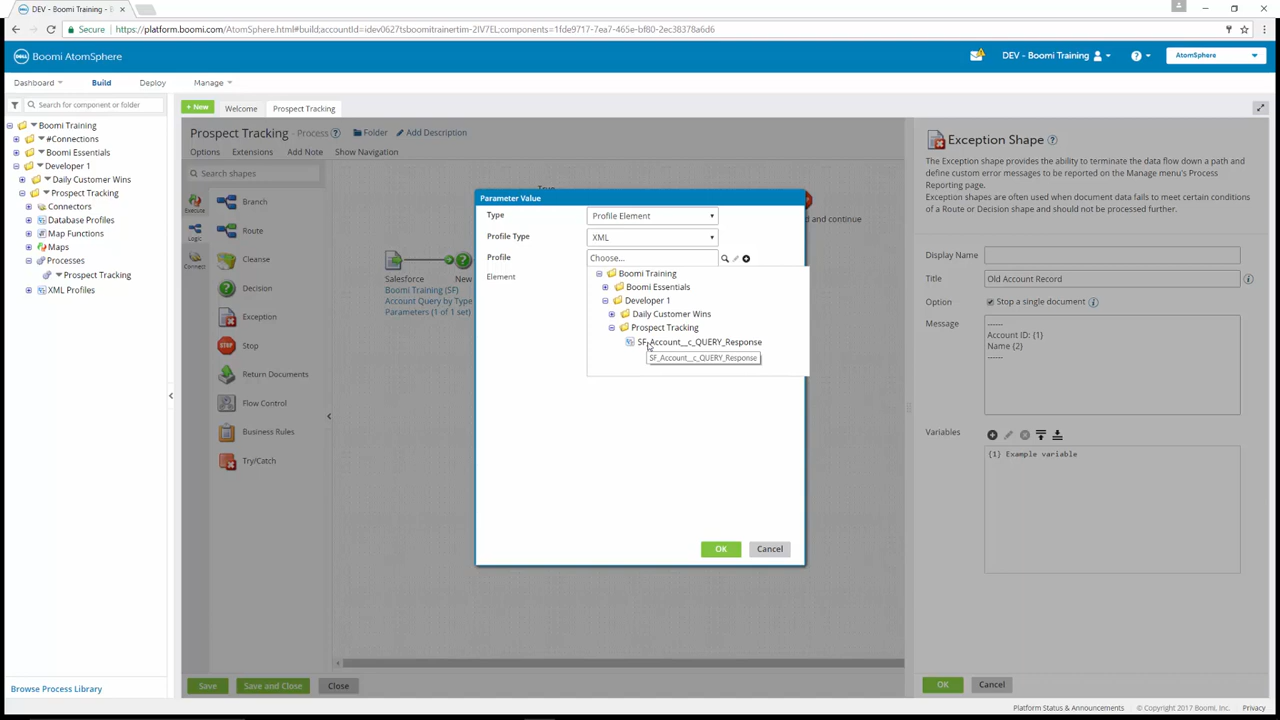 DEV - Boomi Training - B
Secure
https://platform.boomi.com/AtomSphere.html#build;accountId=idev0627tsboomitrainertim-2IV7EL;components=1fde9717-7ea7-465e-bf80-2ec38378a6d6
DELL
Boomi AtomSphere
DEV - Boomi Training
AtomSphere
Dashboard
Build
Deploy
Manage
Search for component or folder
Boomi Training
#Connections
Boomi Essentials
Developer 1
Daily Customer Wins
Prospect Tracking
Connectors
Database Profiles
Map Functions
Maps
Processes
Prospect Tracking
XML Profiles
Browse Process Library
+ New
Welcome
Prospect Tracking
Prospect Tracking - Process
Folder
Add Description
Options
Extensions
Add Note
Show Navigation
Search shapes
Execute
Logic
Connect
Branch
Route
Cleanse
Decision
Exception
Stop
Return Documents
Flow Control
Business Rules
Try/Catch
Salesforce
Boomi Training (SF)
Account Query by Type
Parameters (1 of 1 set)
New
True
d and continue
Parameter Value
Type
Profile Element
Profile Type
XML
Profile
Choose...
Element
Boomi Training
Boomi Essentials
Developer 1
Daily Customer Wins
Prospect Tracking
SF_Account__c_QUERY_Response
SF_Account__c_QUERY_Response
OK
Cancel
Save
Save and Close
Close
Exception Shape
The Exception shape provides the ability to terminate the data flow down a path and
define custom error messages to be reported on the Manage menu's Process
Reporting page.
Exception shapes are often used when document data fails to meet certain conditions
of a Route or Decision shape and should not be processed further.
Display Name
Title
Old Account Record
Option
Stop a single document
Message
------
Account ID: {1}
Name {2}
------
Variables
{1} Example variable
OK
Cancel
Platform Status & Announcements
© Copyright 2017 Boomi, Inc.
Privacy